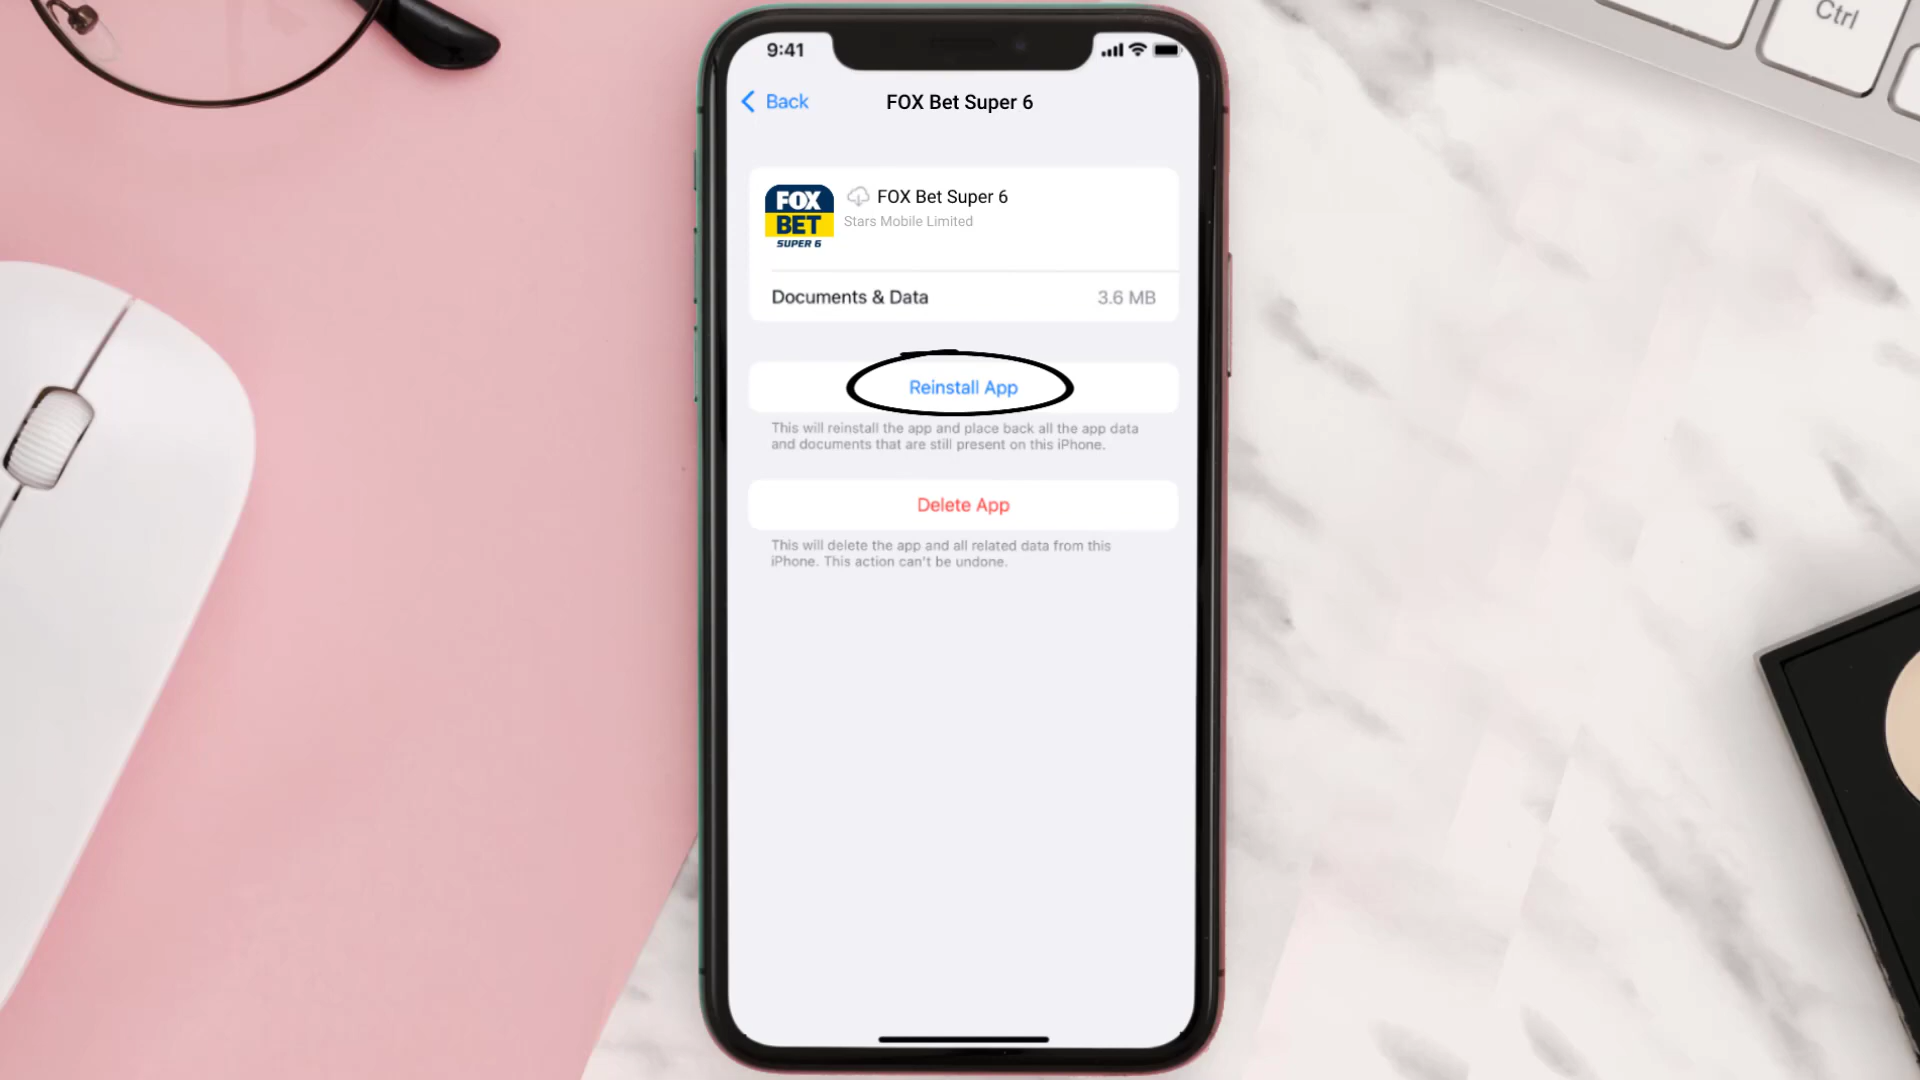 Ctrl
9:41
Back
FOX Bet Super 6
FOX
BET
SUPER 6
FOX Bet Super 6
Stars Mobile Limited
Documents & Data
3.6 MB
Reinstall App
This will reinstall the app and place back all the app data
and documents that are still present on this iPhone.
Delete App
This will delete the app and all related data from this
iPhone. This action can't be undone.